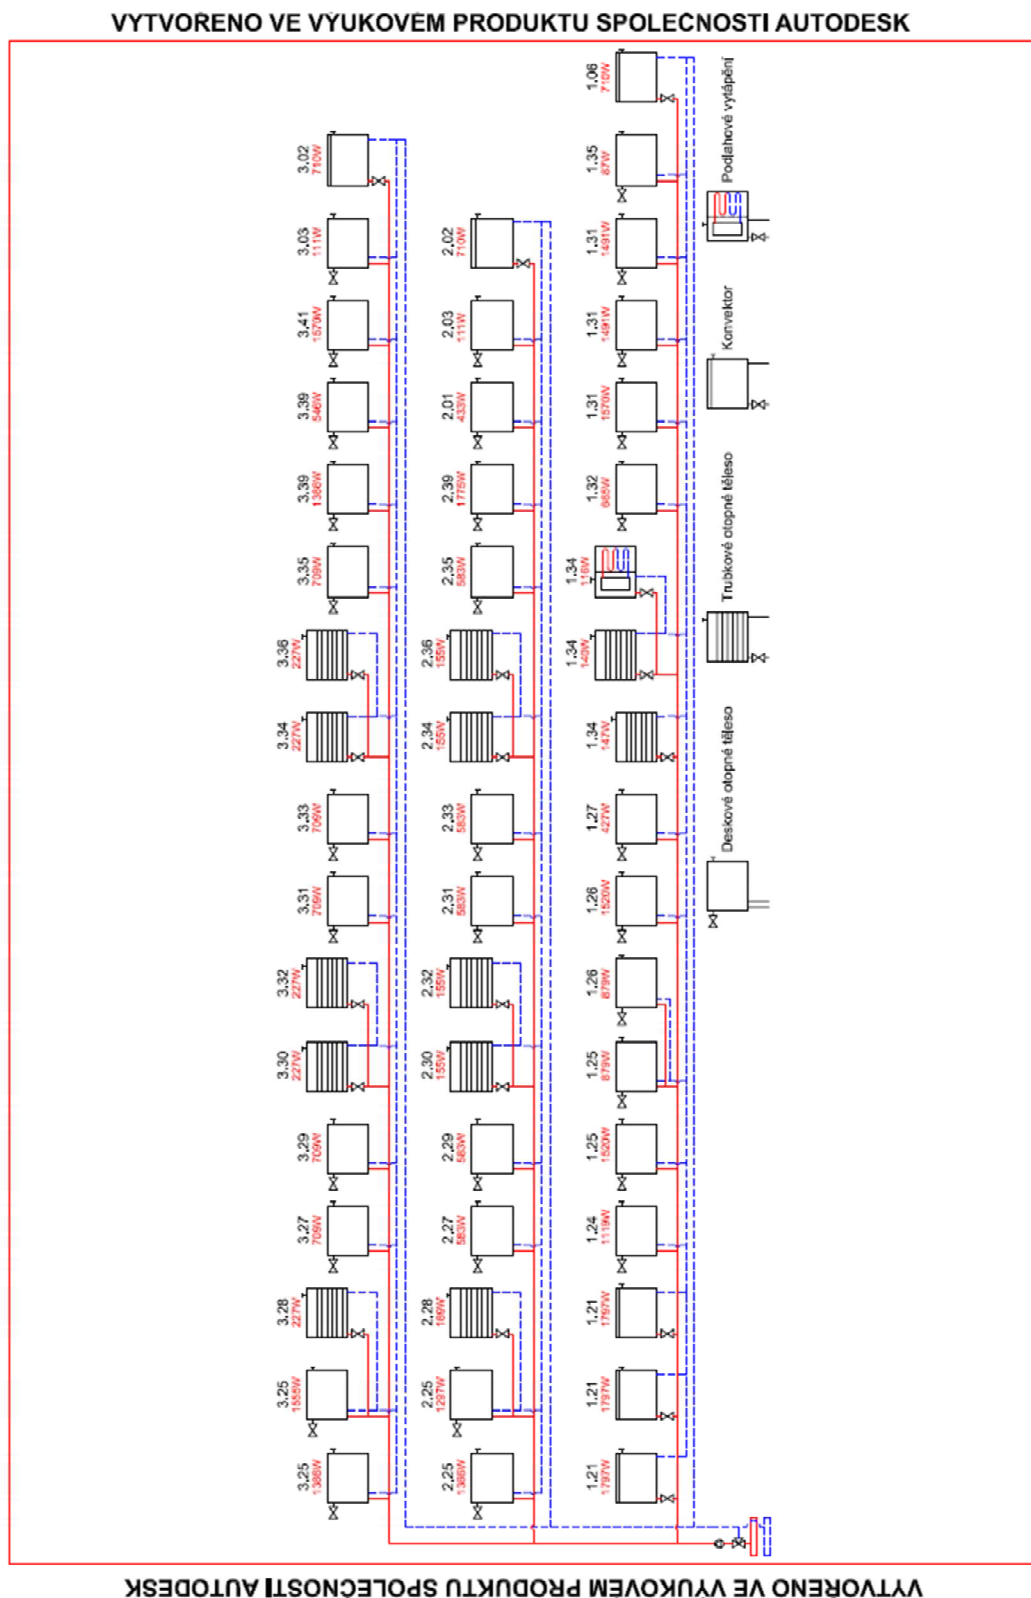 VYTVOŘENO VE VÝUKOVÉM PRODUKTU SPOLEČNOSTI AUTODESK
3.25
1386W
3.25
1555W
3.28
227W
3.27
709W
3.29
709W
3.30
227W
3.32
227W
3.31
709W
3.33
709W
3.34
227W
3.36
227W
3.35
709W
3.39
1386W
3.39
546W
3.41
1570W
3.03
111W
3.02
710W
2.25
1386W
2.25
1297W
2.28
169W
2.27
583W
2.29
583W
2.30
155W
2.32
155W
2.31
583W
2.33
583W
2.34
155W
2.36
155W
2.35
583W
2.39
1775W
2.01
433W
2.03
111W
2.02
710W
1.21
1797W
1.21
1797W
1.21
1797W
1.24
1119W
1.25
1520W
1.25
879W
1.26
879W
1.26
1520W
1.27
427W
1.34
147W
1.34
140W
1.34
116W
1.32
1.31
1570W
1.31
1491W
1.31
1491W
1.35
87W
1.06
710W
Deskové otopné těleso
Trubkové otopné těleso
Konvektor
Podlahové vytápění
VYTVOŘENO VE VÝUKOVÉM PRODUKTU SPOLEČNOSTI AUTODESK